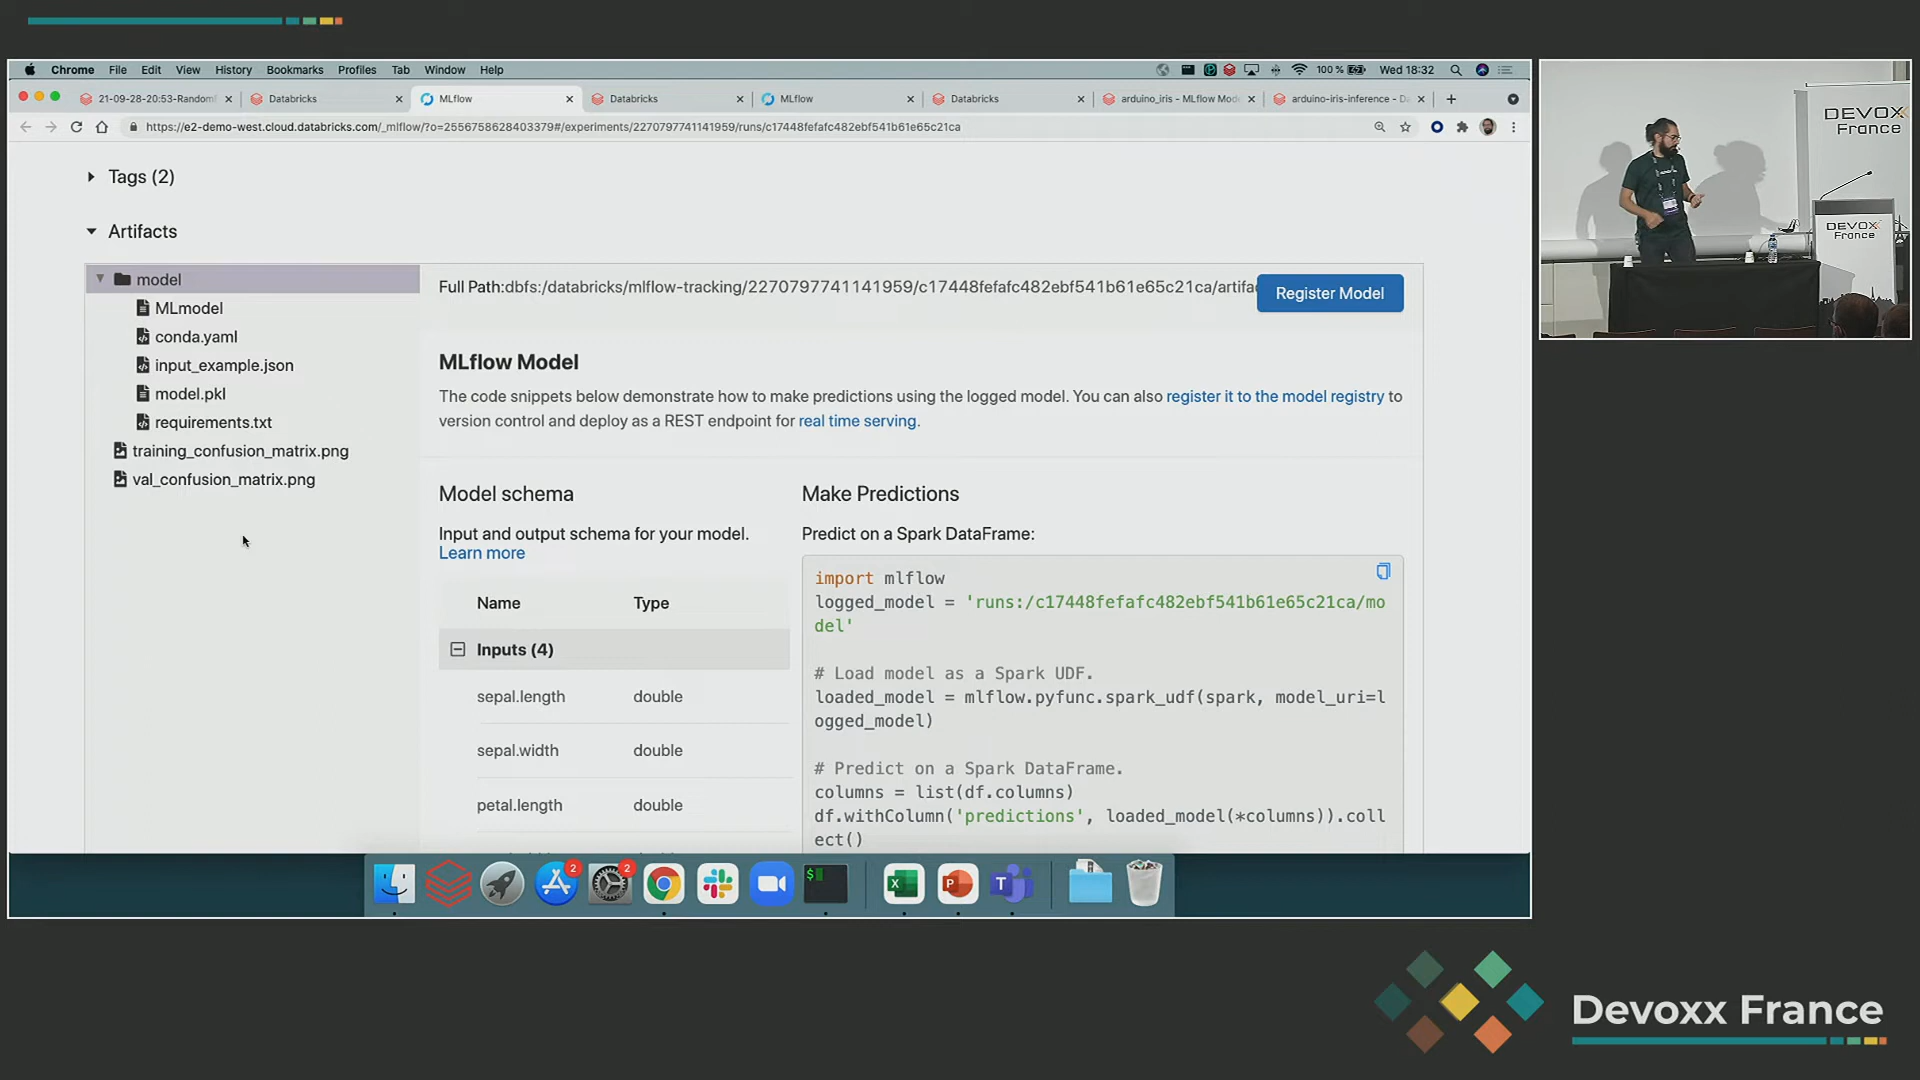 Chrome File Edit View History Bookmarks Profiles Tab Window Help
100 % Wed 18:32
21-09-28-20:53-Random
Databricks
MLflow
Databricks
MLflow
Databricks
arduino_iris - MLflow Mod
arduino-iris-inference - D
https://e2-demo-west.cloud.databricks.com/_mlflow/?o=2556758628403379#/experiments/2270797741141959/runs/c17448fefafc482ebf541b61e65c21ca
Tags (2)
Artifacts
model
MLmodel
conda.yaml
input_example.json
model.pkl
requirements.txt
training_confusion_matrix.png
val_confusion_matrix.png
Full Path:dbfs:/databricks/mlflow-tracking/2270797741141959/c17448fefafc482ebf541b61e65c21ca/artifa
Register Model
MLflow Model
The code snippets below demonstrate how to make predictions using the logged model. You can also register it to the model registry to
version control and deploy as a REST endpoint for real time serving.
Model schema
Input and output schema for your model.
Learn more
Name Type
Inputs (4)
sepal.length double
sepal.width double
petal.length double
Make Predictions
Predict on a Spark DataFrame:
import mlflow
logged_model = 'runs:/c17448fefafc482ebf541b61e65c21ca/mo
del'
# Load model as a Spark UDF.
loaded_model = mlflow.pyfunc.spark_udf(spark, model_uri=l
ogged_model)
# Predict on a Spark DataFrame.
columns = list(df.columns)
df.withColumn('predictions', loaded_model(*columns)).coll
ect()
2
2
$
T
DEVOXX
France
DEVOXX
France
Devoxx France